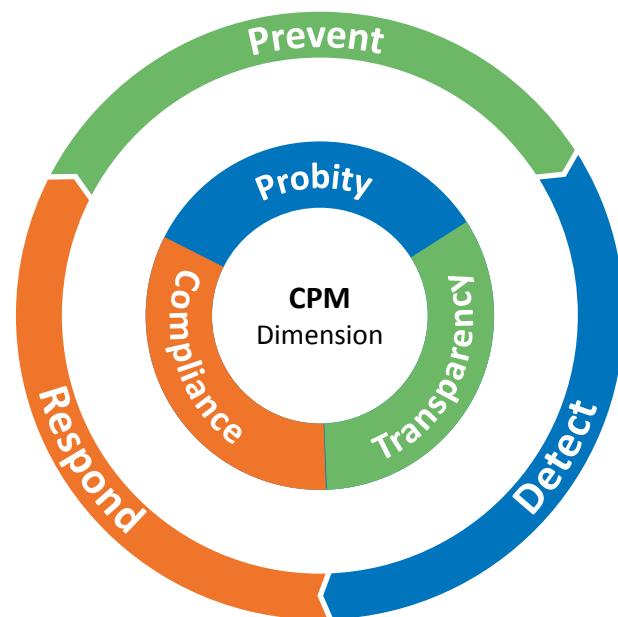 Prevent
Probity
CPM
Dimension
Compliance
Transparency
Respond
Detect